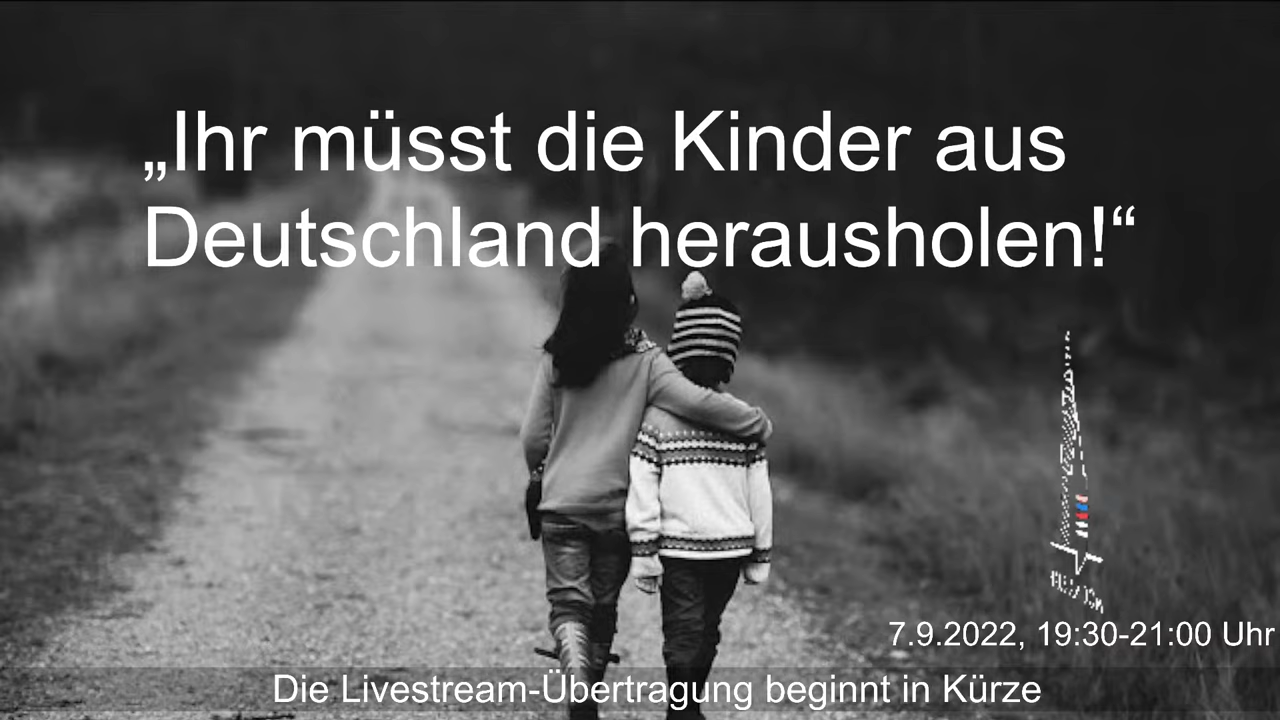 „Ihr müsst die Kinder aus
Deutschland herausholen!“
7.9.2022, 19:30-21:00 Uhr
Die Livestream-Übertragung beginnt in Kürze